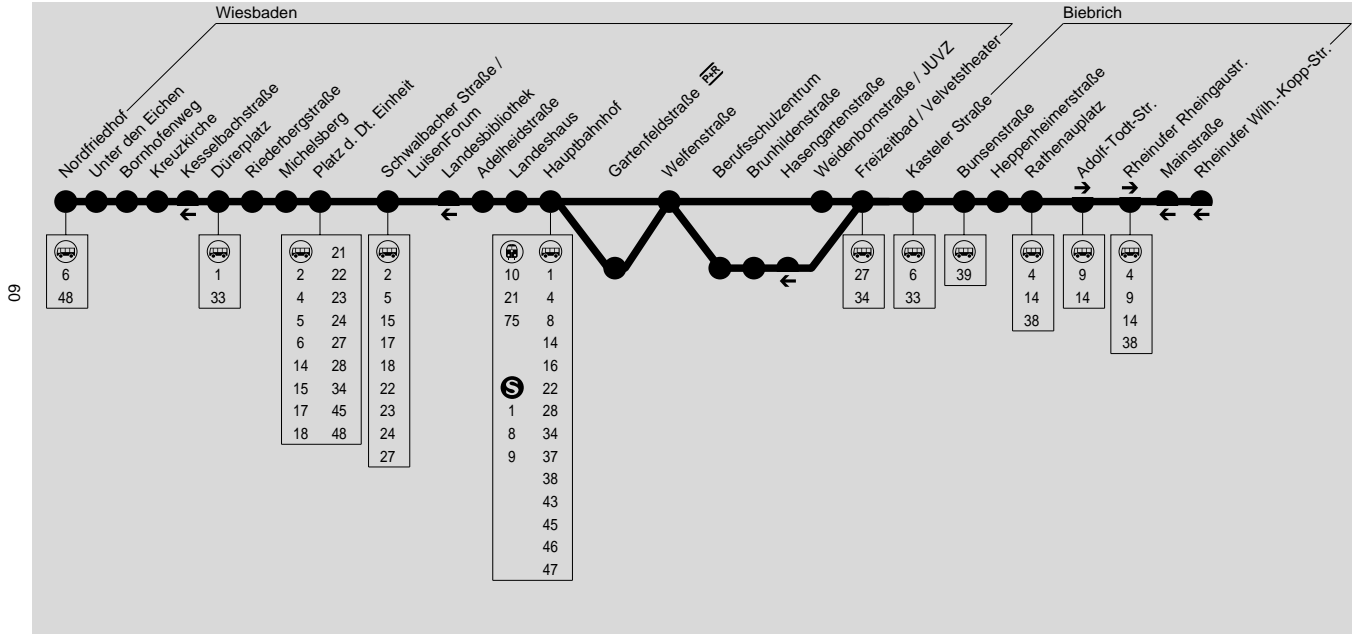 Wiesbaden
Biebrich
Nordfriedhof
Unter den Eichen
Bornhofenweg
Kreuzkirche
Kesselbachstraße
Dürerplatz
Riederbergstraße
Michelsberg
Platz d. Dt. Einheit
Schwalbacher Straße /
LuisenForum
Landesbibliothek
Adelheidstraße
Landeshaus
Hauptbahnhof
Gartenfeldstraße P+R
Welfenstraße
Berufsschulzentrum
Brunhildenstraße
Hasengartenstraße
Weidenbornstraße / JUVZ
Freizeitbad / Velvetstheater
Kasteler Straße
Bunsenstraße
Heppenheimerstraße
Rathenauplatz
Adolf-Todt-Str.
Rheinufer Rheingaustr.
Mainstraße
Rheinufer Wilh.-Kopp-Str.
6
48
1
33
2
4
5
6
14
15
17
18
21
22
23
24
27
28
34
45
48
2
5
15
17
18
22
23
24
27
10
21
75
S
1
8
9
1
4
8
14
16
22
28
34
37
38
43
45
46
47
27
34
6
33
39
4
14
38
9
14
4
9
14
38
09